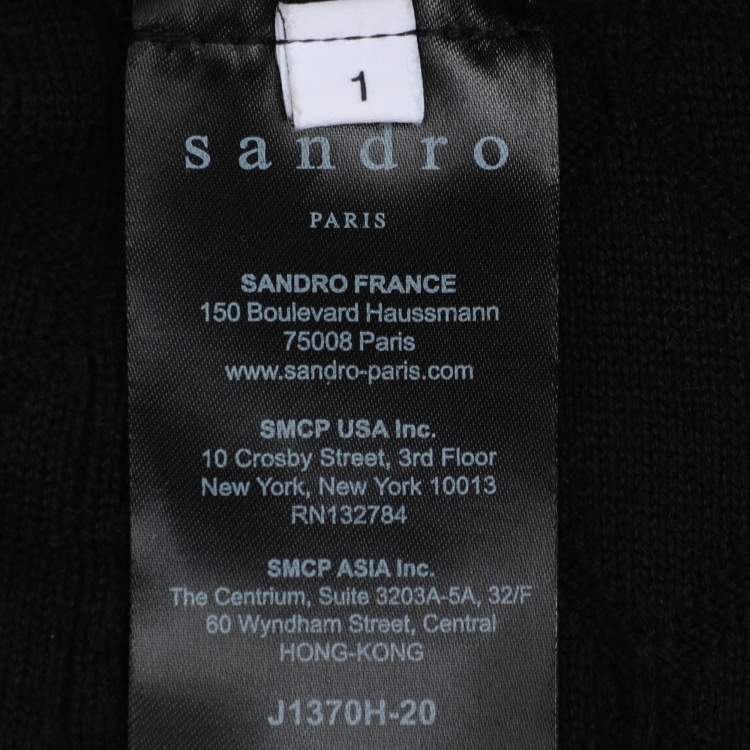 1
sandro
PARIS
SANDRO FRANCE
150 Boulevard Haussmann
75008 Paris
www.sandro-paris.com
SMCP USA Inc.
10 Crosby Street, 3rd Floor
New York, New York 10013
RN132784
SMCP ASIA Inc.
The Centrium, Suite 3203A-5A, 32/F
60 Wyndham Street, Central
HONG-KONG
J1370H-20